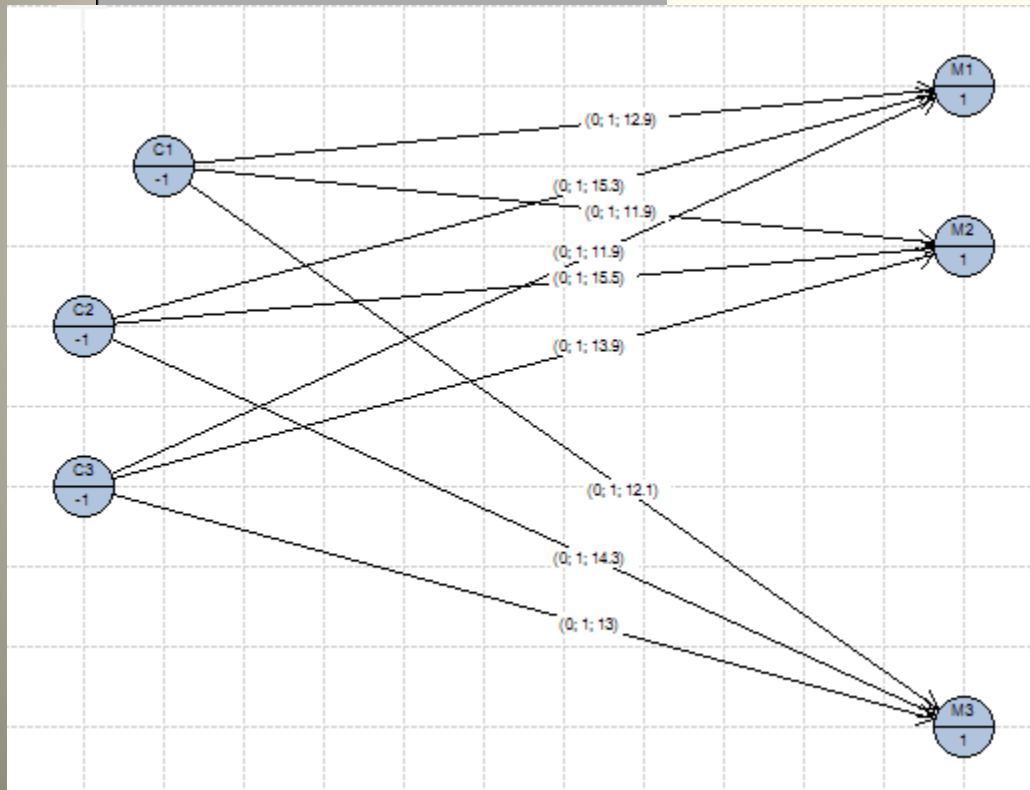 M1
1
(0; 1; 12.9)
C1
-1
(0; 1; 15.3)
(0; 1; 11.9)
M2
1
(0; 1; 11.9)
(0; 1; 15.5)
C2
-1
(0; 1; 13.9)
C3
-1
(0; 1; 12.1)
(0; 1; 14.3)
(0; 1; 13)
M3
1